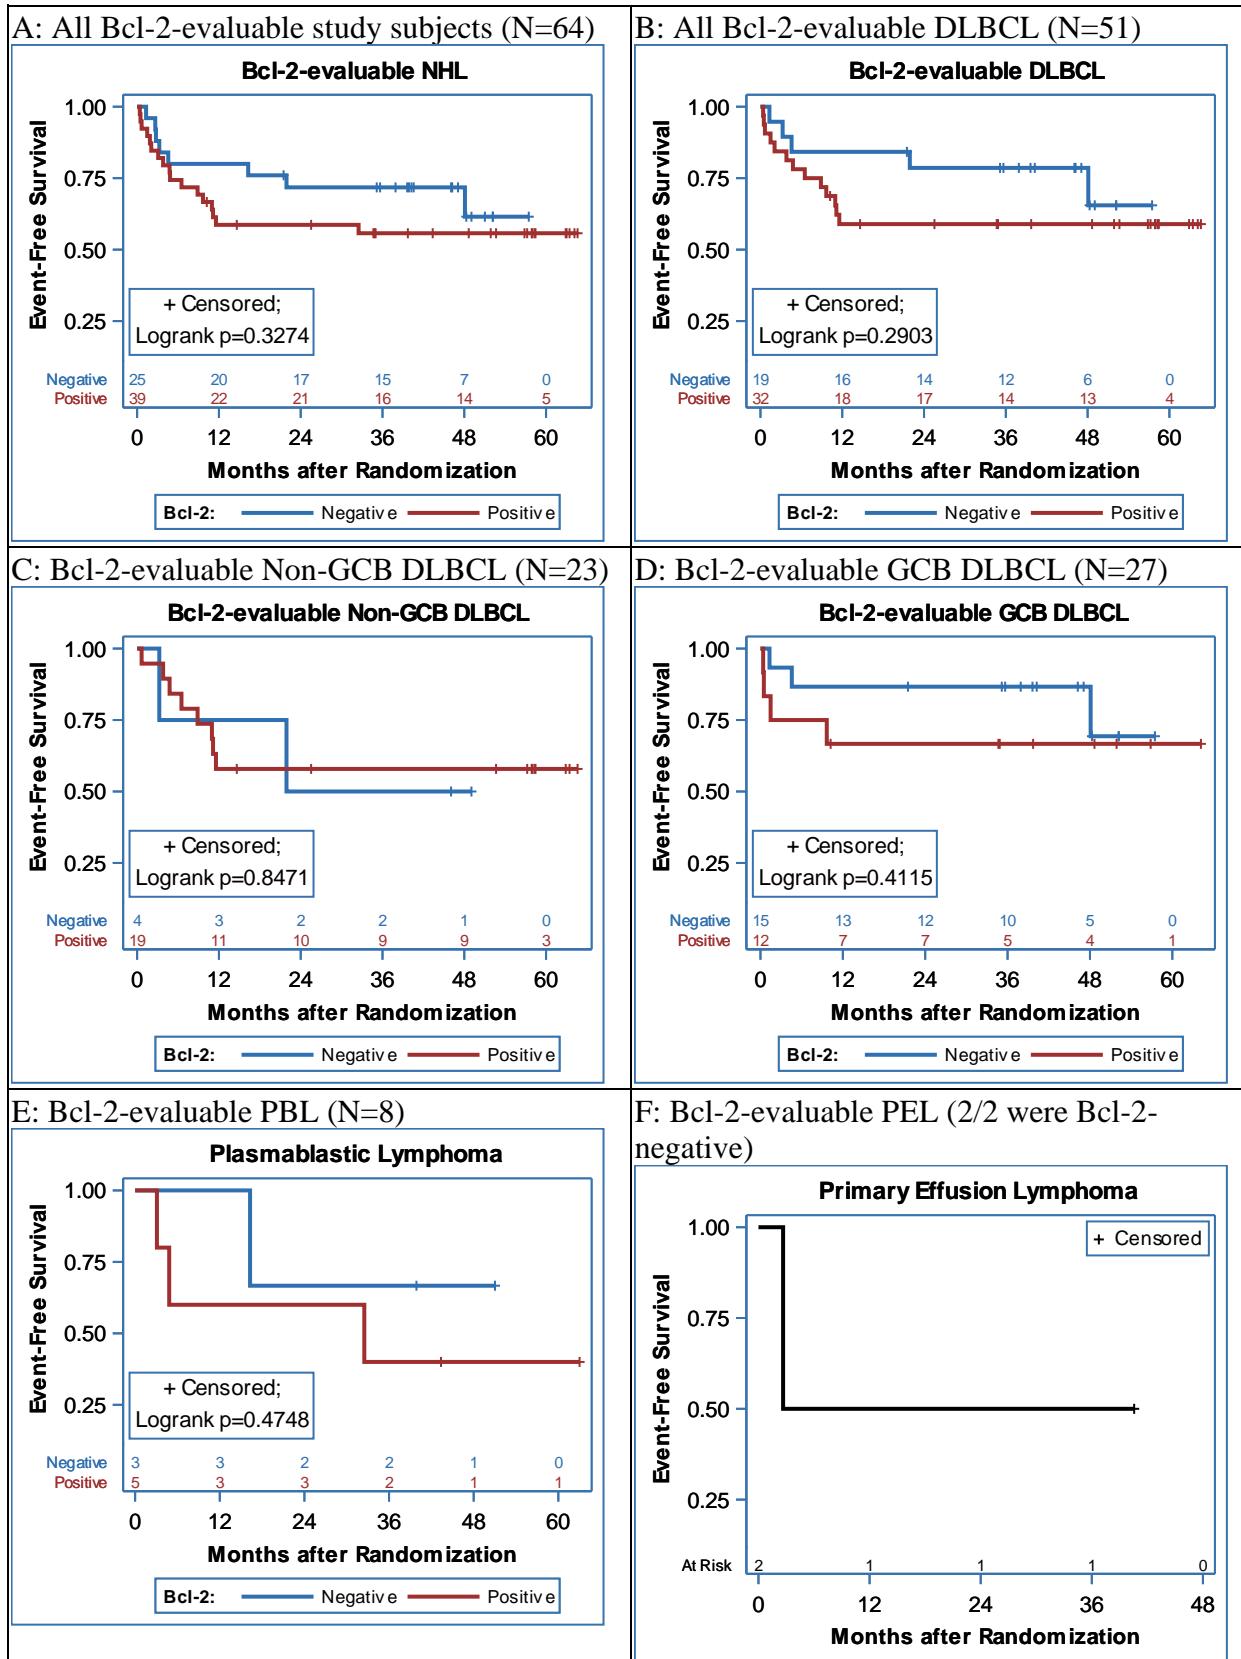 A: All Bcl-2-evaluable study subjects (N=64)
Bcl-2-evaluable NHL
Event-Free Survival
1.00
0.75
0.50
0.25
+ Censored;
Logrank p=0.3274
Negative 25 20 17 15 7 0
Positive 39 22 21 16 14 5
0 12 24 36 48 60
Months after Randomization
Bcl-2: Negative Positive
B: All Bcl-2-evaluable DLBCL (N=51)
Bcl-2-evaluable DLBCL
Event-Free Survival
1.00
0.75
0.50
0.25
+ Censored;
Logrank p=0.2903
Negative 19 16 14 12 6 0
Positive 32 18 17 14 13 4
0 12 24 36 48 60
Months after Randomization
Bcl-2: Negative Positive
C: Bcl-2-evaluable Non-GCB DLBCL (N=23)
Bcl-2-evaluable Non-GCB DLBCL
Event-Free Survival
1.00
0.75
0.50
0.25
+ Censored;
Logrank p=0.8471
Negative 4 3 2 2 1 0
Positive 19 11 10 9 9 3
0 12 24 36 48 60
Months after Randomization
Bcl-2: Negative Positive
D: Bcl-2-evaluable GCB DLBCL (N=27)
Bcl-2-evaluable GCB DLBCL
Event-Free Survival
1.00
0.75
0.50
0.25
+ Censored;
Logrank p=0.4115
Negative 15 13 12 10 5 0
Positive 12 7 7 5 4 1
0 12 24 36 48 60
Months after Randomization
Bcl-2: Negative Positive
E: Bcl-2-evaluable PBL (N=8)
Plasmablastic Lymphoma
Event-Free Survival
1.00
0.75
0.50
0.25
+ Censored;
Logrank p=0.4748
Negative 3 3 2 2 1 0
Positive 5 3 3 2 1 1
0 12 24 36 48 60
Months after Randomization
Bcl-2: Negative Positive
F: Bcl-2-evaluable PEL (2/2 were Bcl-2-
negative)
Primary Effusion Lymphoma
Event-Free Survival
1.00
0.75
0.50
0.25
+ Censored
At Risk 2 1 1 1 0
0 12 24 36 48
Months after Randomization